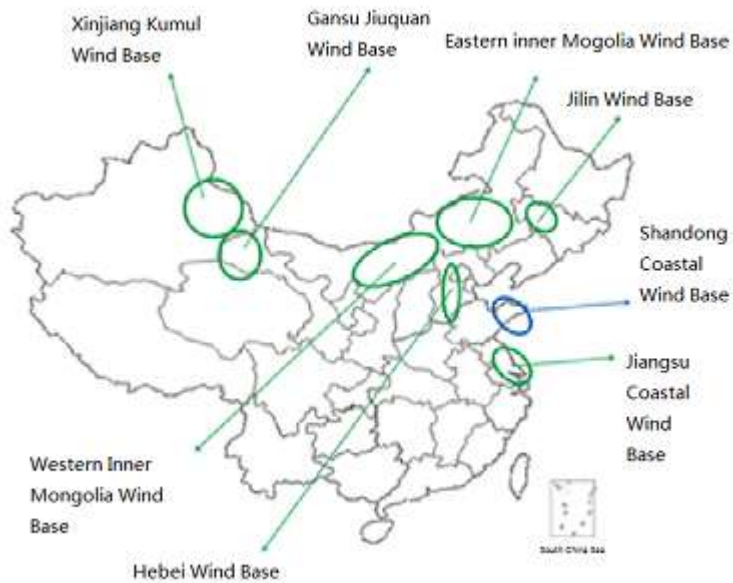 Xinjiang Kumul
Wind Base
Gansu Jiuquan
Wind Base
Eastern inner Mogolia Wind Base
Jilin Wind Base
Shandong
Coastal
Wind Base
Jiangsu
Coastal
Wind
Base
Western Inner
Mongolia Wind
Base
Hebei Wind Base
South China Sea